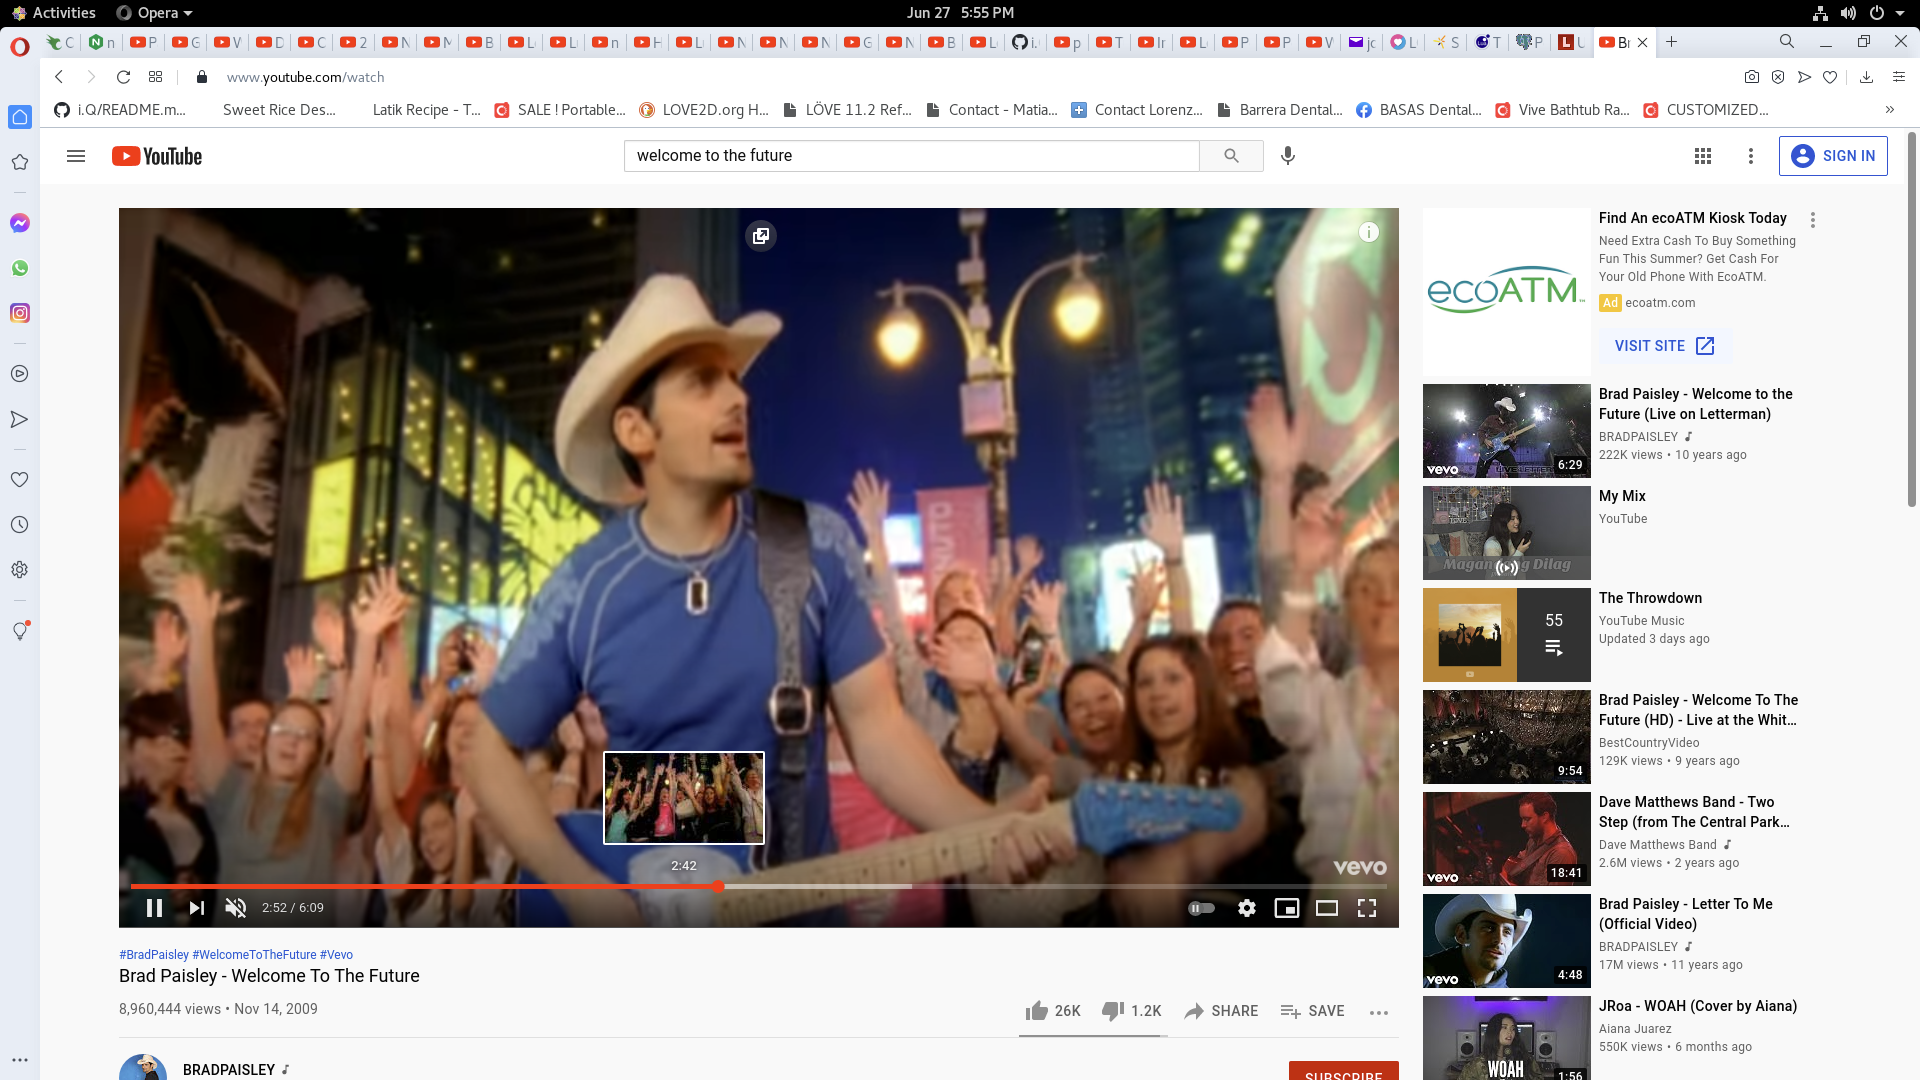 Activities
Opera
Jun 27 5:55 PM
www.youtube.com/watch
i.Q/README.m...
Sweet Rice Des...
Latik Recipe - T...
SALE ! Portable...
LOVE2D.org H...
LÖVE 11.2 Ref...
Contact - Matia...
Contact Lorenz...
Barrera Dental...
BASAS Dental...
Vive Bathtub Ra...
CUSTOMIZED...
YouTube
welcome to the future
SIGN IN
2:42
vevo
2:52 / 6:09
#BradPaisley #WelcomeToTheFuture #Vevo
Brad Paisley - Welcome To The Future
8,960,444 views • Nov 14, 2009
26K
1.2K
SHARE
SAVE
BRADPAISLEY
SUBSCRIBE
ecoATM
Find An ecoATM Kiosk Today
Need Extra Cash To Buy Something
Fun This Summer? Get Cash For
Your Old Phone With EcoATM.
Ad ecoatm.com
VISIT SITE
Brad Paisley - Welcome to the
Future (Live on Letterman)
BRADPAISLEY
222K views • 10 years ago
vevo
6:29
My Mix
YouTube
The Throwdown
YouTube Music
Updated 3 days ago
55
Brad Paisley - Welcome To The
Future (HD) - Live at the Whit...
BestCountryVideo
129K views • 9 years ago
9:54
Dave Matthews Band - Two
Step (from The Central Park...
Dave Matthews Band
2.6M views • 2 years ago
vevo
18:41
Brad Paisley - Letter To Me
(Official Video)
BRADPAISLEY
17M views • 11 years ago
vevo
4:48
JRoa - WOAH (Cover by Aiana)
Aiana Juarez
550K views • 6 months ago
WOAH
1:56